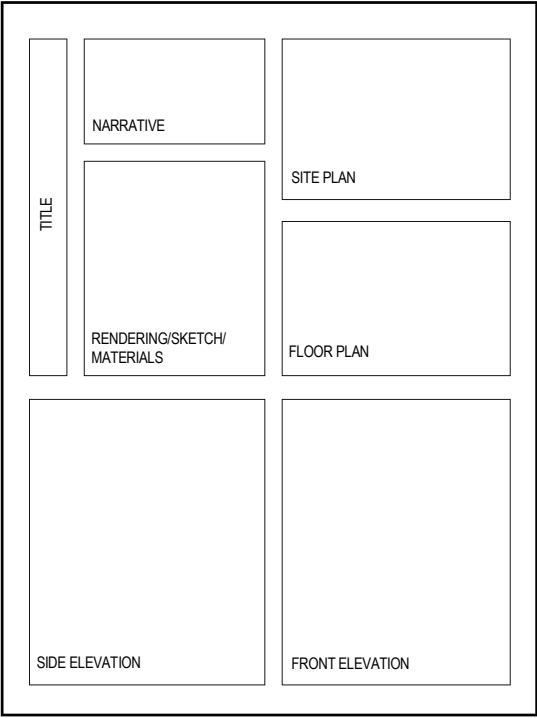 TITLE
NARRATIVE
RENDERING/SKETCH/
MATERIALS
SITE PLAN
FLOOR PLAN
SIDE ELEVATION
FRONT ELEVATION